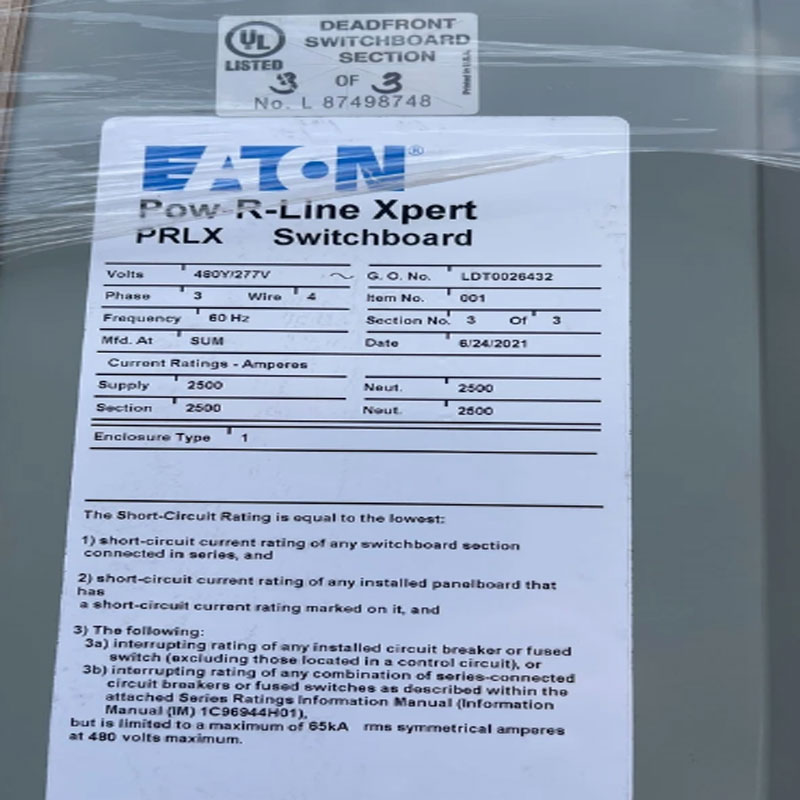 UL
LISTED
DEADFRONT
SWITCHBOARD
SECTION
3 OF 3
No. L 87498748
Printed in U.S.A.
EATON®
Pow-R-Line Xpert
PRLX Switchboard
Volts 480Y/277V ~ G. O. No. LDT0026432
Phase 3 Wire 4 Item No. 001
Frequency 60 Hz Section No. 3 Of 3
Mfd. At SUM Date 6/24/2021
Current Ratings - Amperes
Supply 2500 Neut. 2500
Section 2500 Neut. 2500
Enclosure Type 1
The Short-Circuit Rating is equal to the lowest:
1) short-circuit current rating of any switchboard section
connected in series, and
2) short-circuit current rating of any installed panelboard that
has
a short-circuit current rating marked on it, and
3) The following:
3a) interrupting rating of any installed circuit breaker or fused
switch (excluding those located in a control circuit), or
3b) interrupting rating of any combination of series-connected
circuit breakers or fused switches as described within the
attached Series Ratings Information Manual (Information
Manual (IM) 1C96944H01),
but is limited to a maximum of 65kA rms symmetrical amperes
at 480 volts maximum.